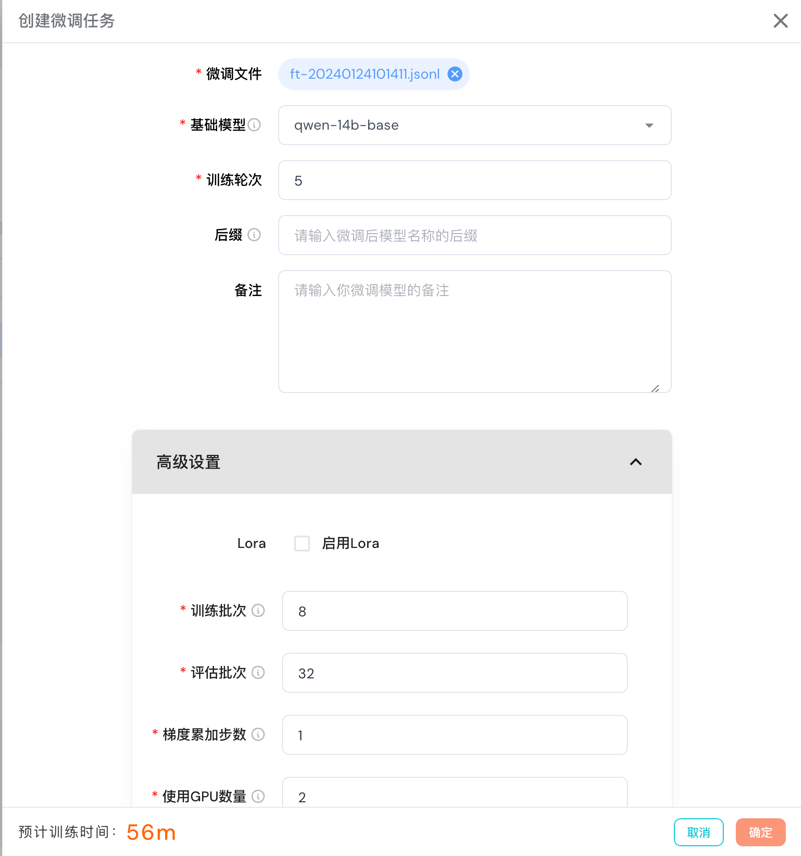 创建微调任务
* 微调文件 ft-20240124101411.jsonl
* 基础模型 qwen-14b-base
* 训练轮次 5
后缀 请输入微调后模型名称的后缀
备注 请输入你微调模型的备注
高级设置
Lora 启用Lora
* 训练批次 8
* 评估批次 32
* 梯度累加步数 1
* 使用GPU数量 2
预计训练时间: 56m 取消 确定